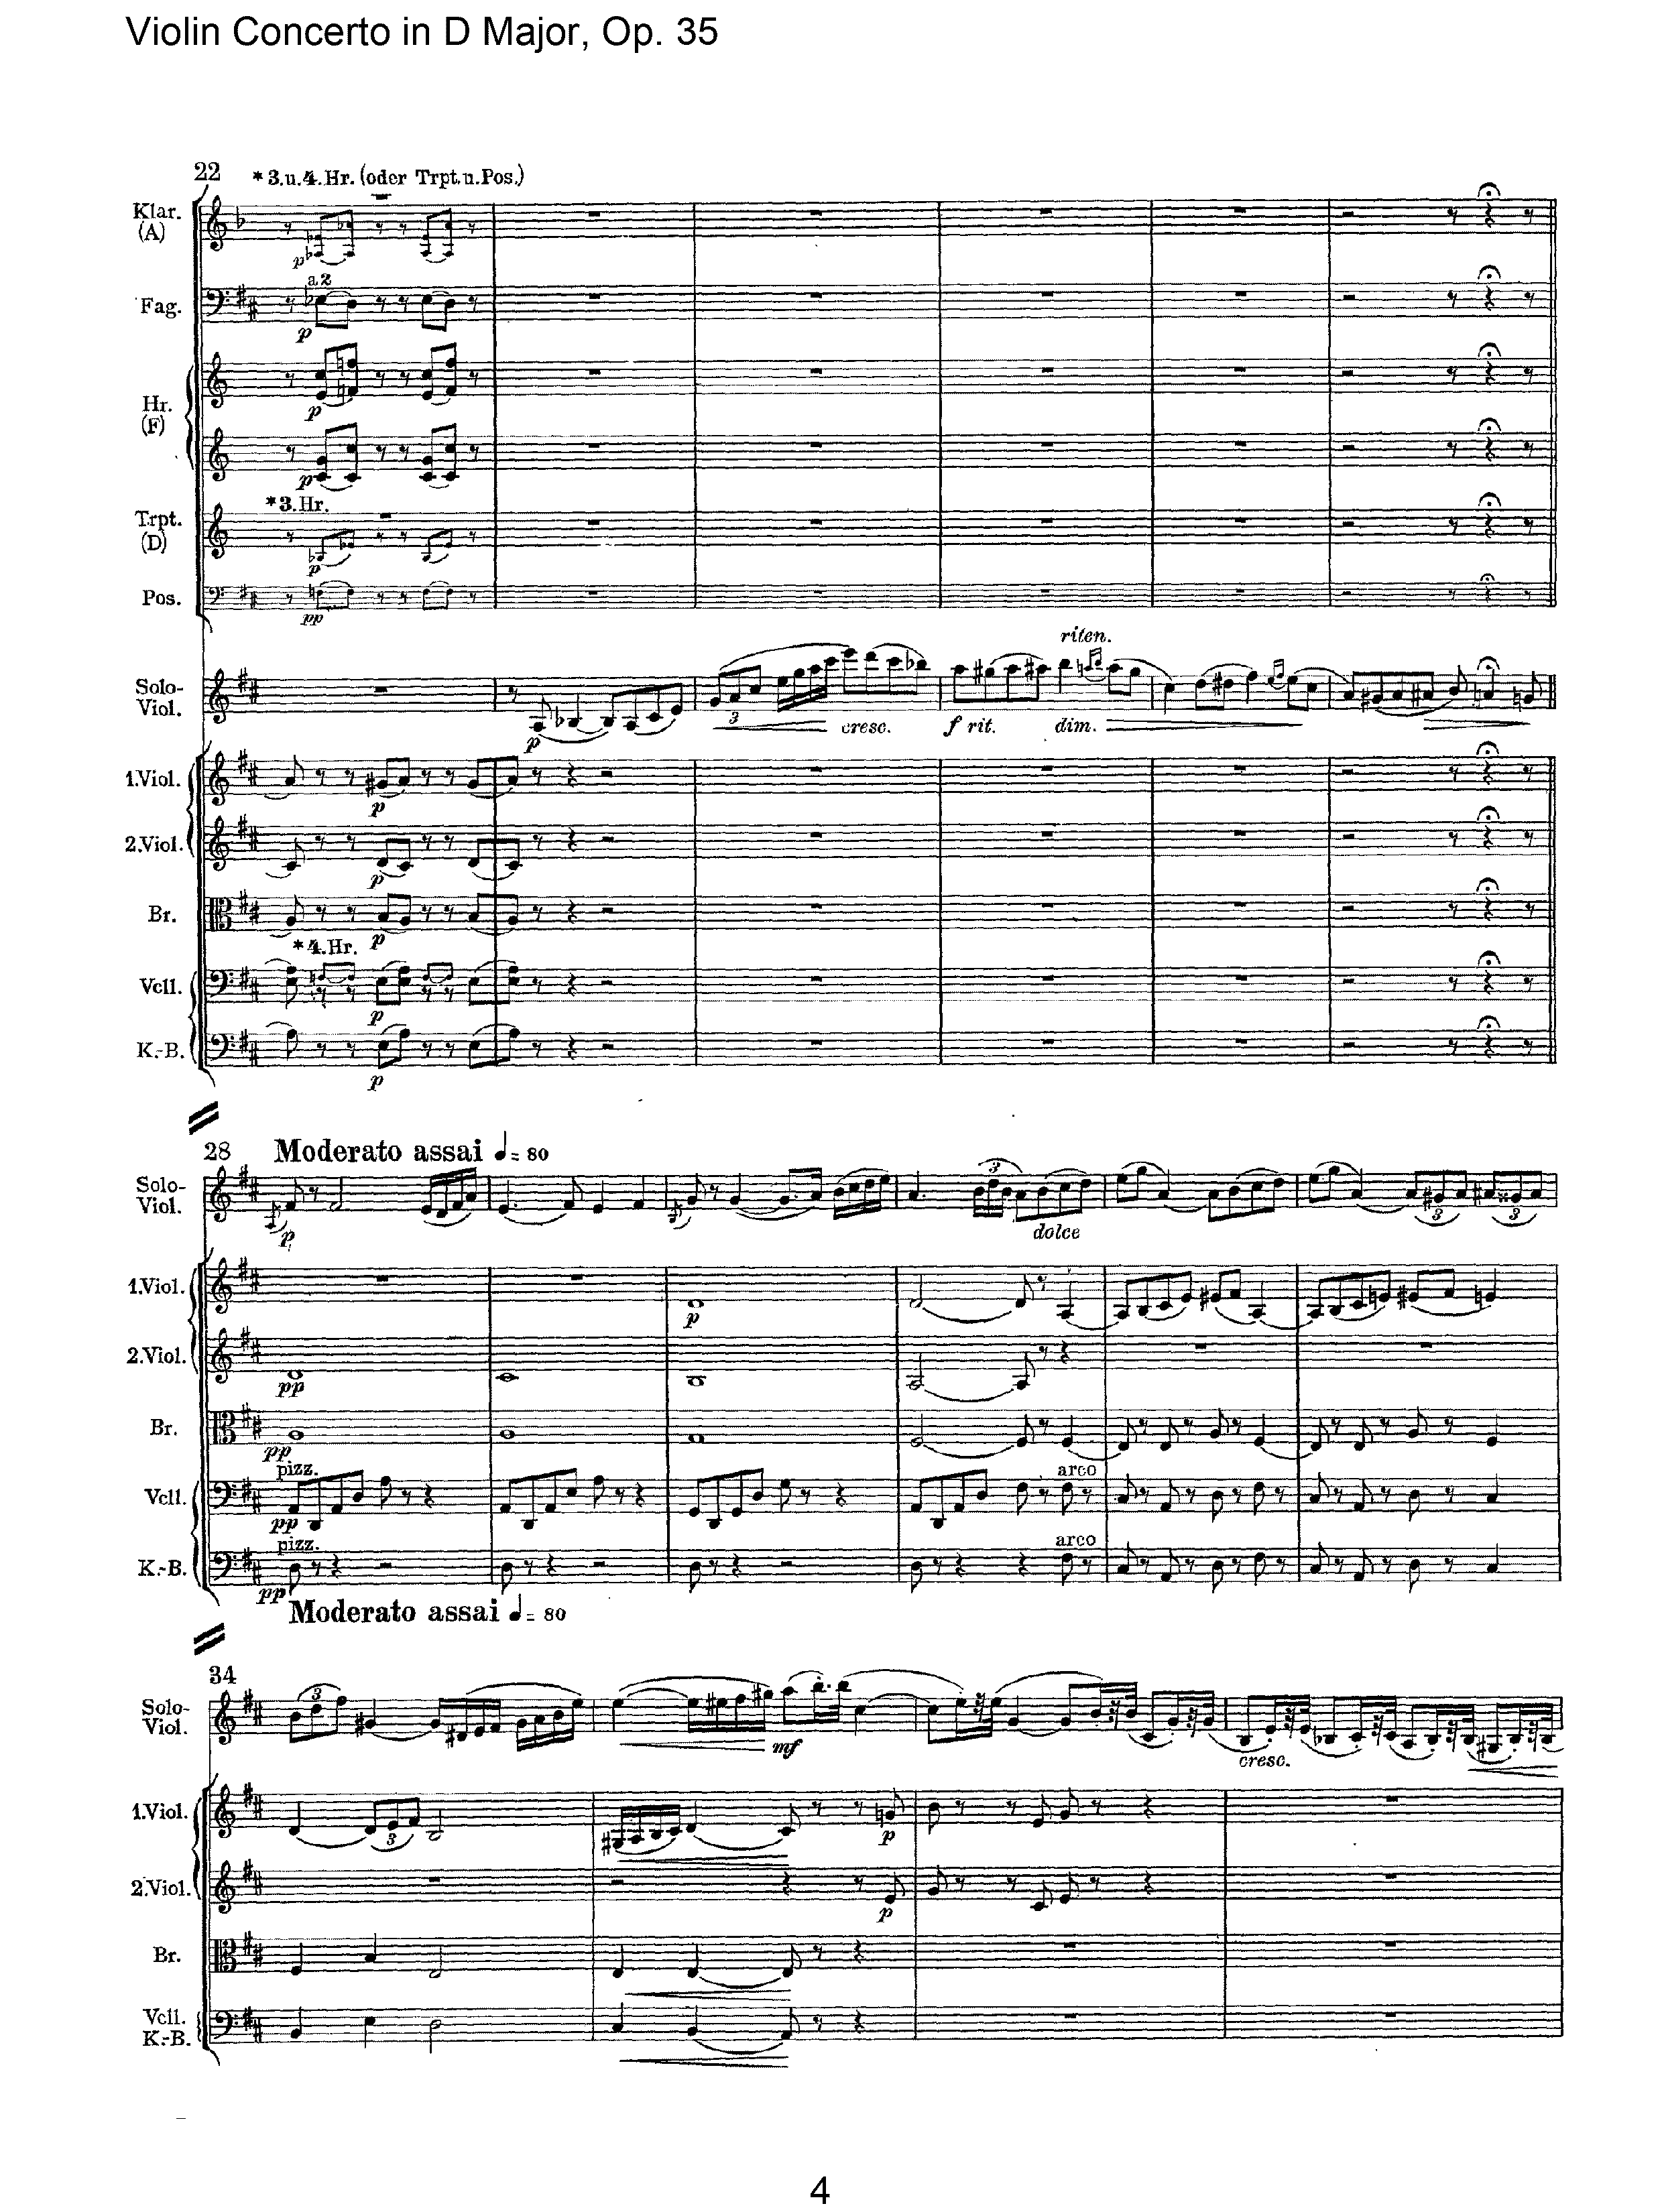 Violin Concerto in D Major, Op. 35
22 *3.u.4.Hr. (oder Trpt.u.Pos.)
Klar.
(A)
p
a 2
Fag.
p
p
Hr.
(F)
p
*3.Hr.
Trpt.
(D)
p
Pos.
pp
riten.
Solo-
Viol.
p
3
cresc.
f rit.
dim.
1.Viol.
p
2.Viol.
p
Br.
p
*4.Hr.
Vcll.
p
K.-B.
p
28 Moderato assai ♩= 80
Solo-
Viol.
p
3
dolce
3
3
1.Viol.
p
2.Viol.
pp
Br.
pp
pizz.
arco
Vcll.
pp
pizz.
arco
K.-B.
pp
Moderato assai ♩= 80
34
3
Solo-
Viol.
mf
cresc.
1.Viol.
3
p
2.Viol.
p
Br.
Vcll.
K.-B.
4